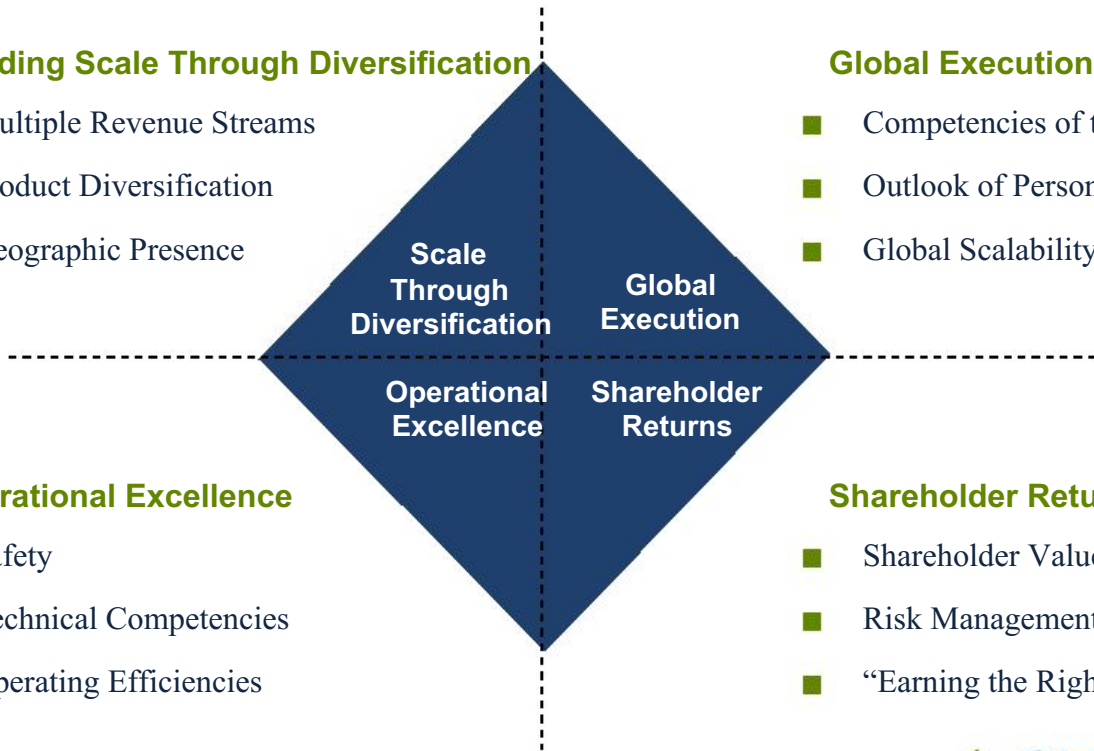 ding Scale Through Diversification
ultiple Revenue Streams
oduct Diversification
eographic Presence
Global Execution
Competencies of t
Outlook of Person
Global Scalability
Scale
Through
Diversification
Global
Execution
Operational
Excellence
Shareholder
Returns
rational Excellence
afety
echnical Competencies
perating Efficiencies
Shareholder Retu
Shareholder Value
Risk Management
“Earning the Righ